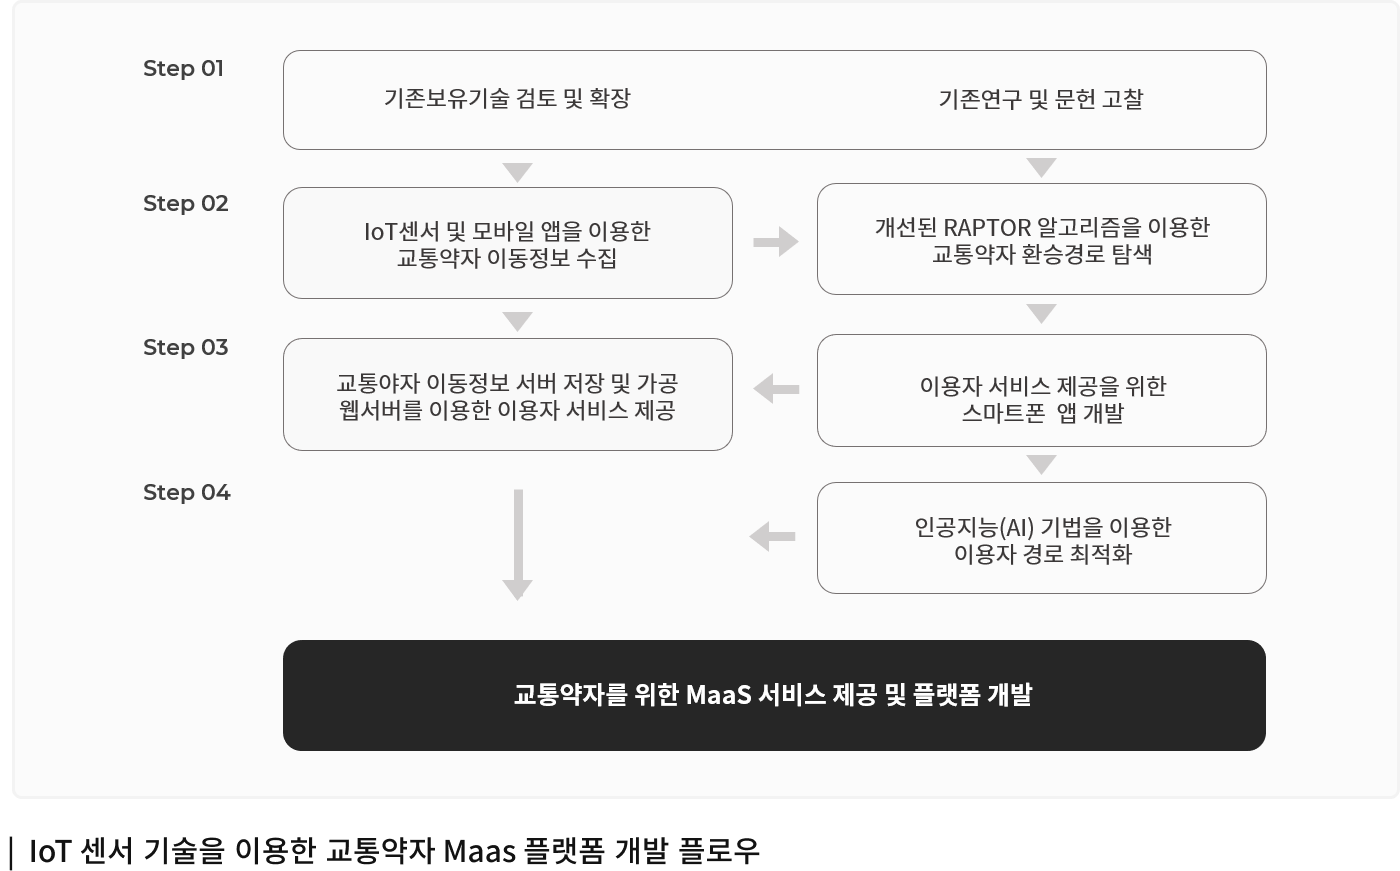 Step 01
기존보유기술 검토 및 확장
기존연구 및 문헌 고찰
Step 02
IoT센서 및 모바일 앱을 이용한
교통약자 이동정보 수집
개선된 RAPTOR 알고리즘을 이용한
교통약자 환승경로 탐색
Step 03
교통야자 이동정보 서버 저장 및 가공
웹서버를 이용한 이용자 서비스 제공
이용자 서비스 제공을 위한
스마트폰 앱 개발
Step 04
인공지능(AI) 기법을 이용한
이용자 경로 최적화
교통약자를 위한 MaaS 서비스 제공 및 플랫폼 개발
| IoT 센서 기술을 이용한 교통약자 Maas 플랫폼 개발 플로우